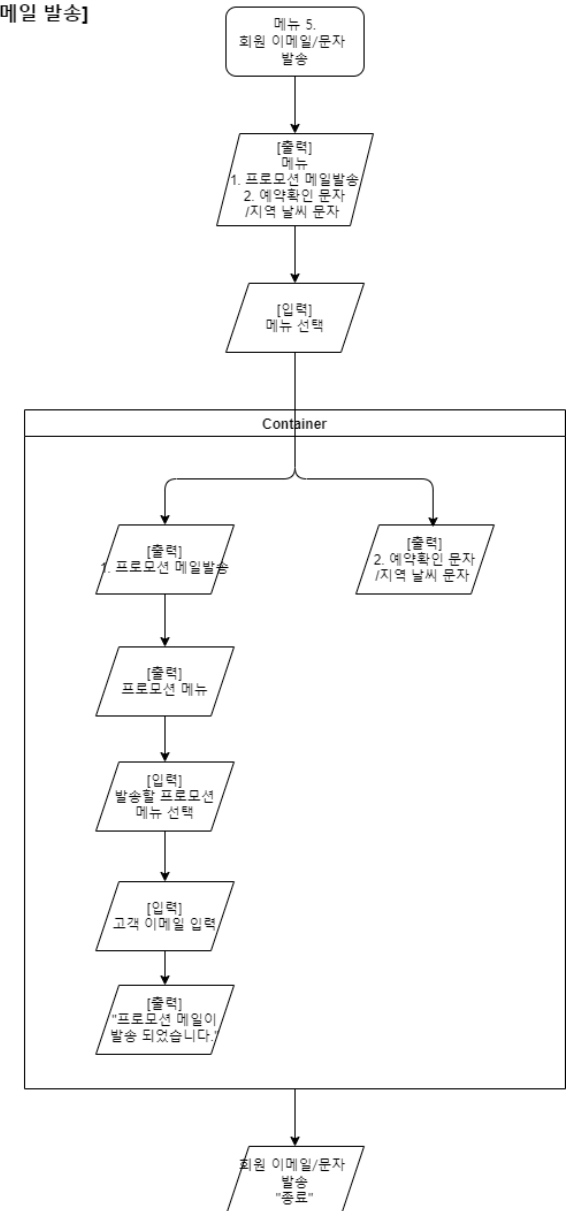 메일 발송]
메뉴 5.
회원 이메일/문자
발송
[출력]
메뉴
1. 프로모션 메일발송
2. 예약확인 문자
/지역 날씨 문자
[입력]
메뉴 선택
Container
[출력]
1. 프로모션 메일발송
[출력]
2. 예약확인 문자
/지역 날씨 문자
[출력]
프로모션 메뉴
[입력]
발송할 프로모션
메뉴 선택
[입력]
고객 이메일 입력
[출력]
"프로모션 메일이
발송 되었습니다."
회원 이메일/문자
발송
"종료"